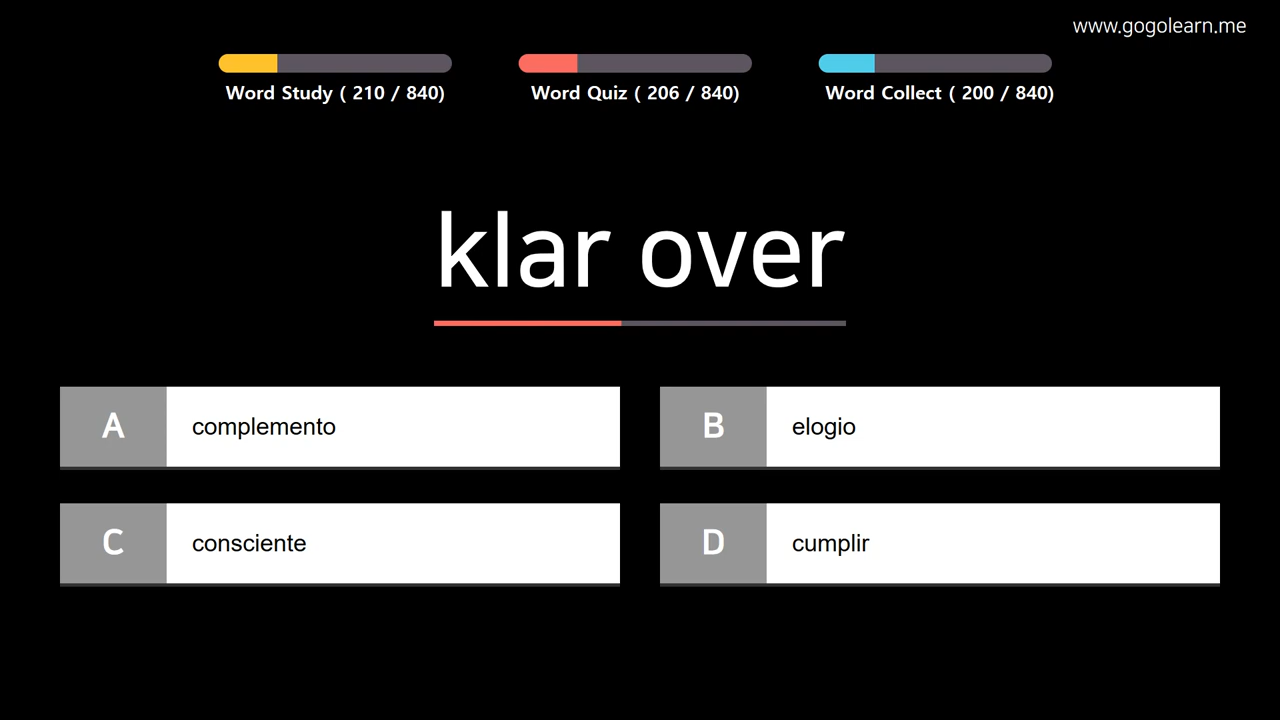 www.gogolearn.me
Word Study ( 210 / 840)
Word Quiz ( 206 / 840)
Word Collect ( 200 / 840)
klar over
A
complemento
B
elogio
C
consciente
D
cumplir